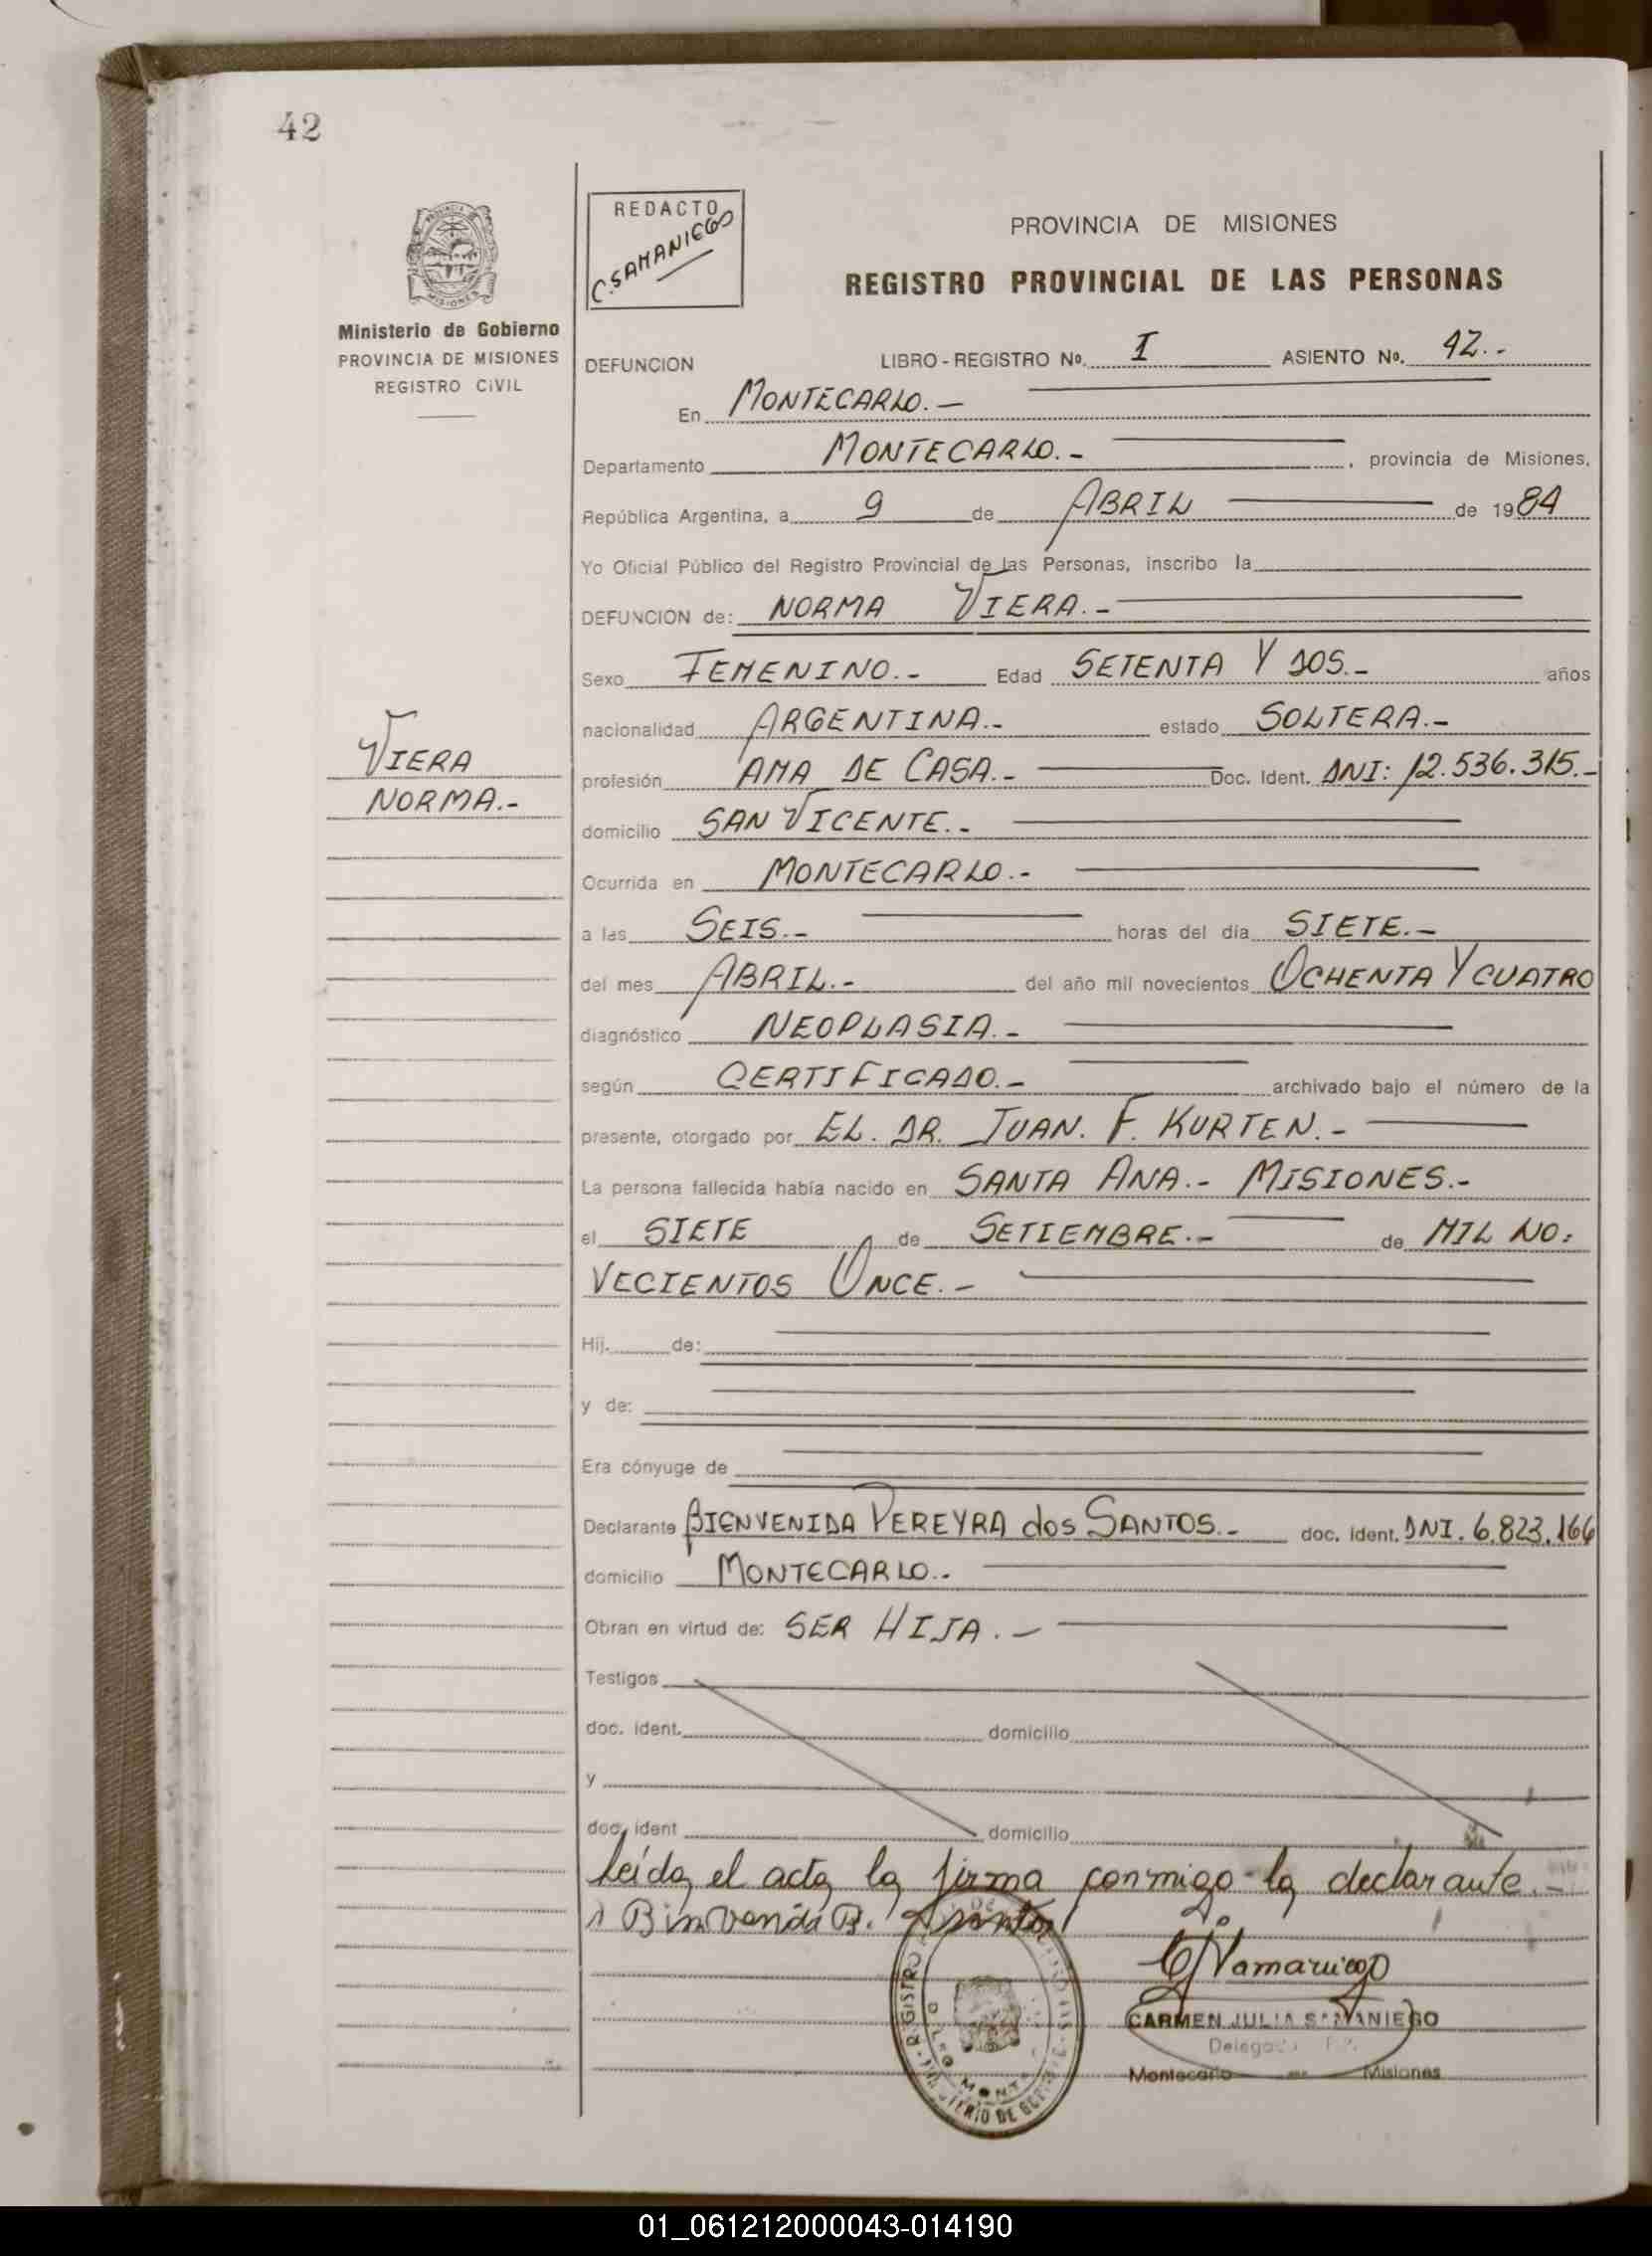 42
REDACTO
C. SAMANIEGO
PROVINCIA DE MISIONES
REGISTRO PROVINCIAL DE LAS PERSONAS
Ministerio de Gobierno
PROVINCIA DE MISIONES
REGISTRO CIVIL
DEFUNCION LIBRO - REGISTRO Nº. I ASIENTO Nº. 42.-
En MONTECARLO.-
Departamento MONTECARLO.- , provincia de Misiones,
República Argentina, a 9 de ABRIL de 1984
Yo Oficial Público del Registro Provincial de las Personas, inscribo la
DEFUNCION de: NORMA VIERA.-
Sexo FEMENINO.- Edad SETENTA Y DOS.- años
nacionalidad ARGENTINA.- estado SOLTERA.-
VIERA
NORMA.-
profesión AMA DE CASA.- Doc. Ident. DNI: 12.536.315.-
domicilio SAN VICENTE.-
Ocurrida en MONTECARLO.-
a las SEIS.- horas del día SIETE.-
del mes ABRIL.- del año mil novecientos OCHENTA Y CUATRO
diagnóstico NEOPLASIA.-
según CERTIFICADO.- archivado bajo el número de la
presente, otorgado por EL. DR. JUAN. F. KURTEN.-
La persona fallecida había nacido en SANTA ANA.- MISIONES.-
el SIETE de SETIEMBRE.- de MIL NO:
VECIENTOS ONCE.-
Hij. de:
y de:
Era cónyuge de
Declarante BIENVENIDA PEREYRA dos SANTOS.- doc. ident. DNI. 6.823.166
domicilio MONTECARLO.-
Obran en virtud de: SER HIJA.-
Testigos
doc. ident. domicilio
y
doc. ident domicilio
Leída el acta la firma conmigo la declarante.-
CARMEN JULIA SAMANIEGO
Montecarlo Misiones
01_061212000043-014190